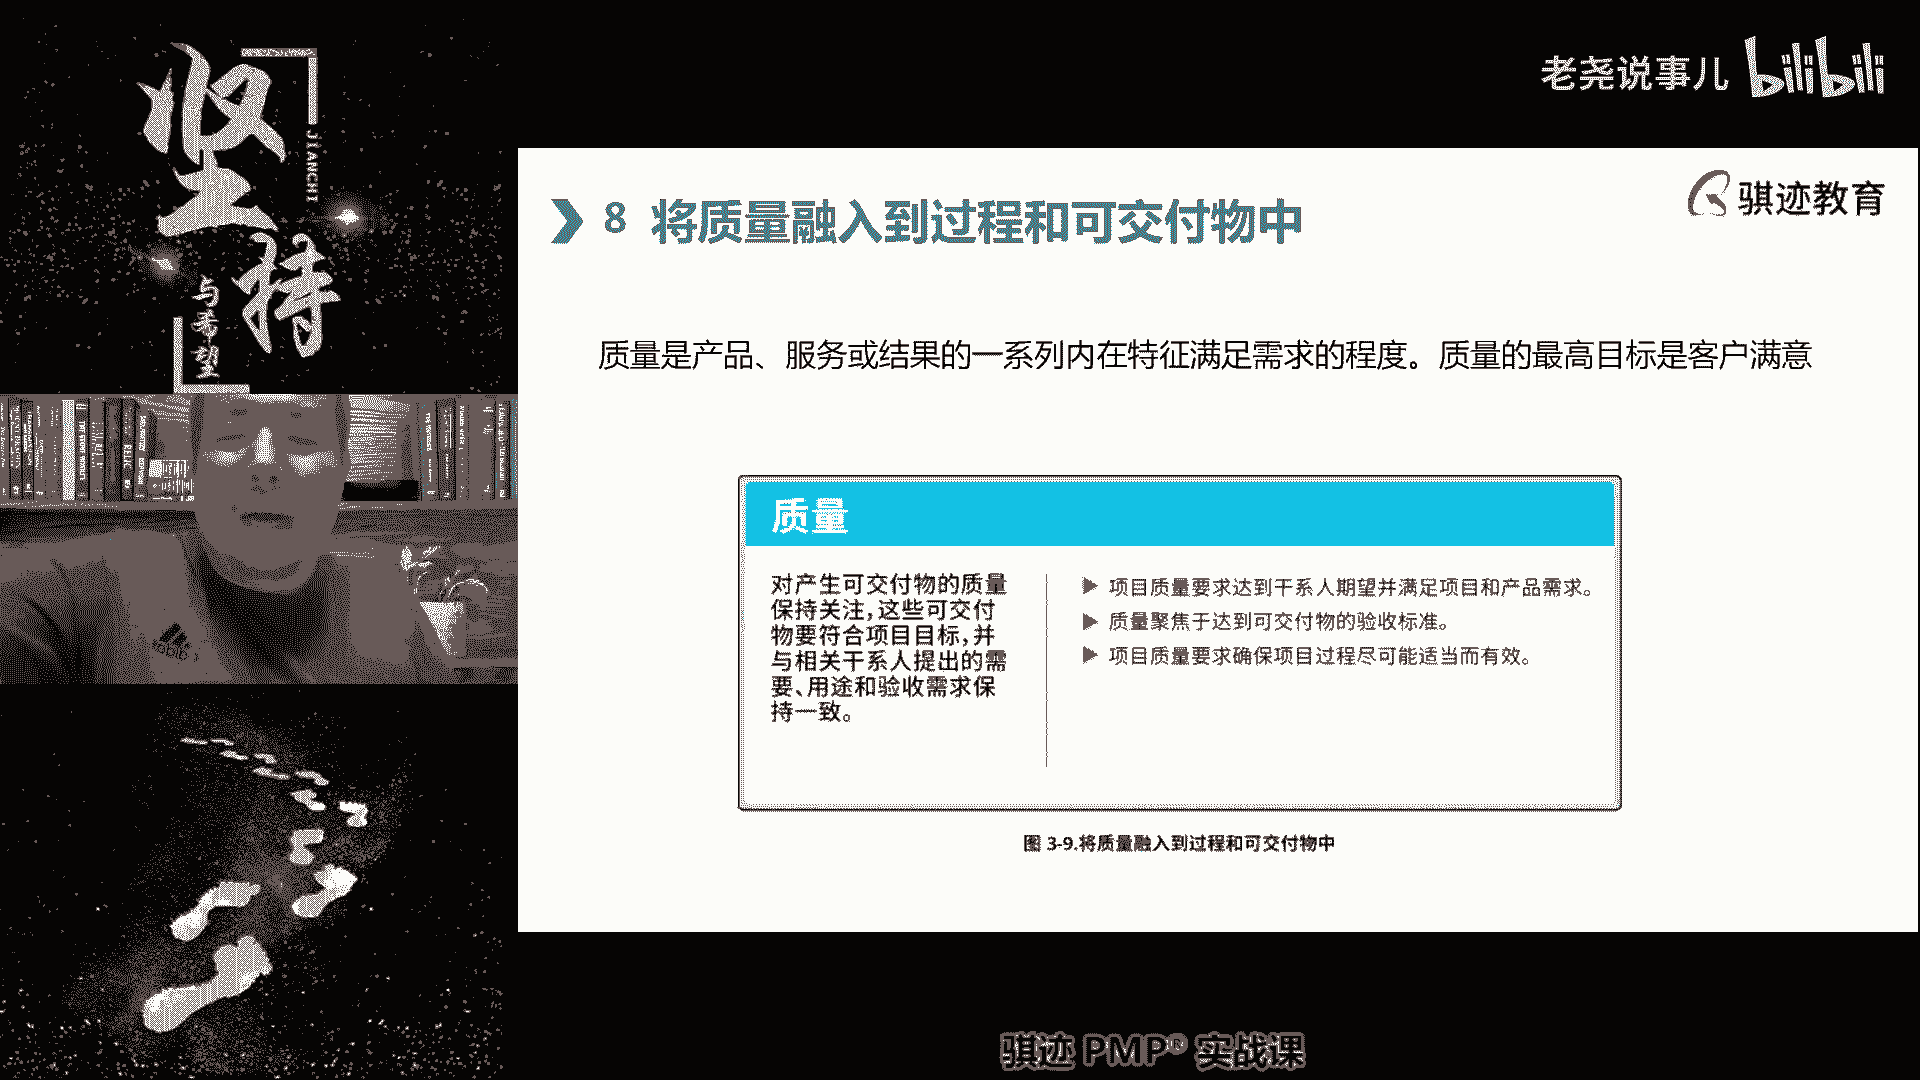 坚持
JIANCHI
与希望
老尧说事儿 bilibili
骐迹教育
8 将质量融入到过程和可交付物中
质量是产品、服务或结果的一系列内在特征满足需求的程度。质量的最高目标是客户满意
质量
对产生可交付物的质量
保持关注,这些可交付
物要符合项目目标,并
与相关干系人提出的需
要、用途和验收需求保
持一致。
▶ 项目质量要求达到干系人期望并满足项目和产品需求。
▶ 质量聚焦于达到可交付物的验收标准。
▶ 项目质量要求确保项目过程尽可能适当而有效。
图 3-9.将质量融入到过程和可交付物中
骐迹 PMP® 实战课